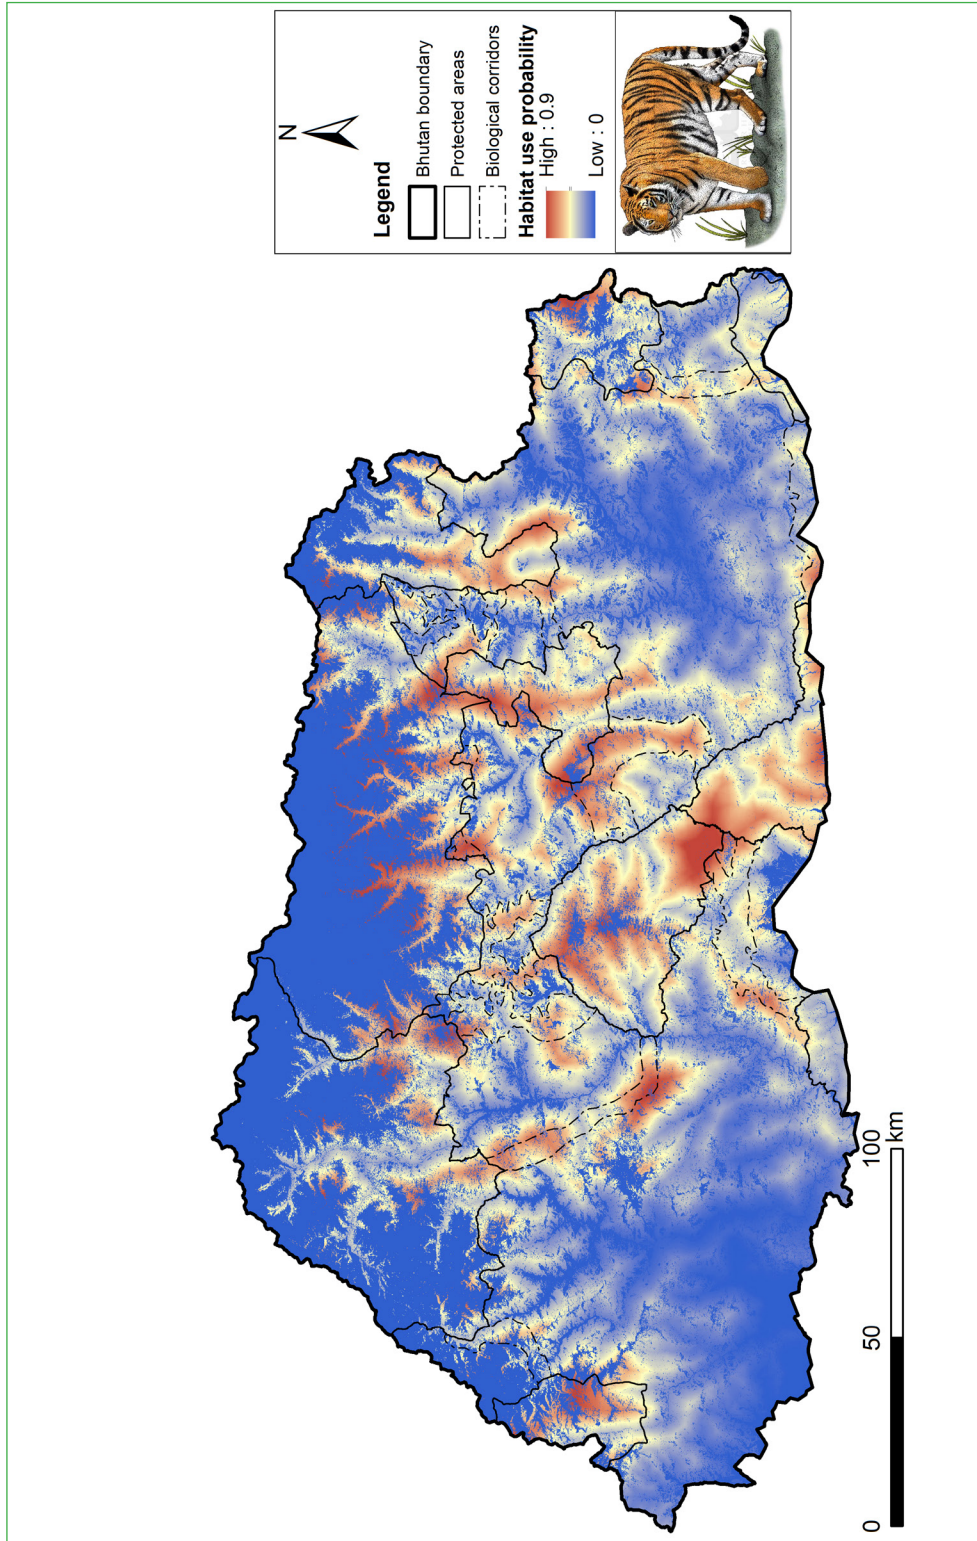 N
Legend
Bhutan boundary
Protected areas
Biological corridors
Habitat use probability
High : 0.9
Low : 0
0 50 100
km